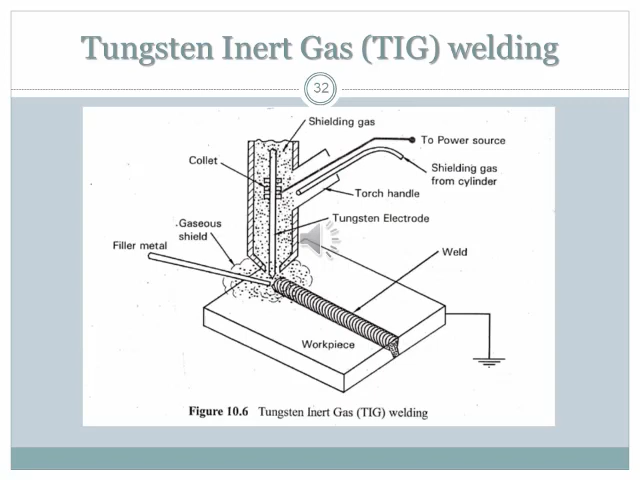 Tungsten Inert Gas (TIG) welding
32
Shielding gas
To Power source
Collet
Shielding gas
from cylinder
Torch handle
Tungsten Electrode
Gaseous
shield
Filler metal
Weld
Workpiece
Figure 10.6 Tungsten Inert Gas (TIG) welding